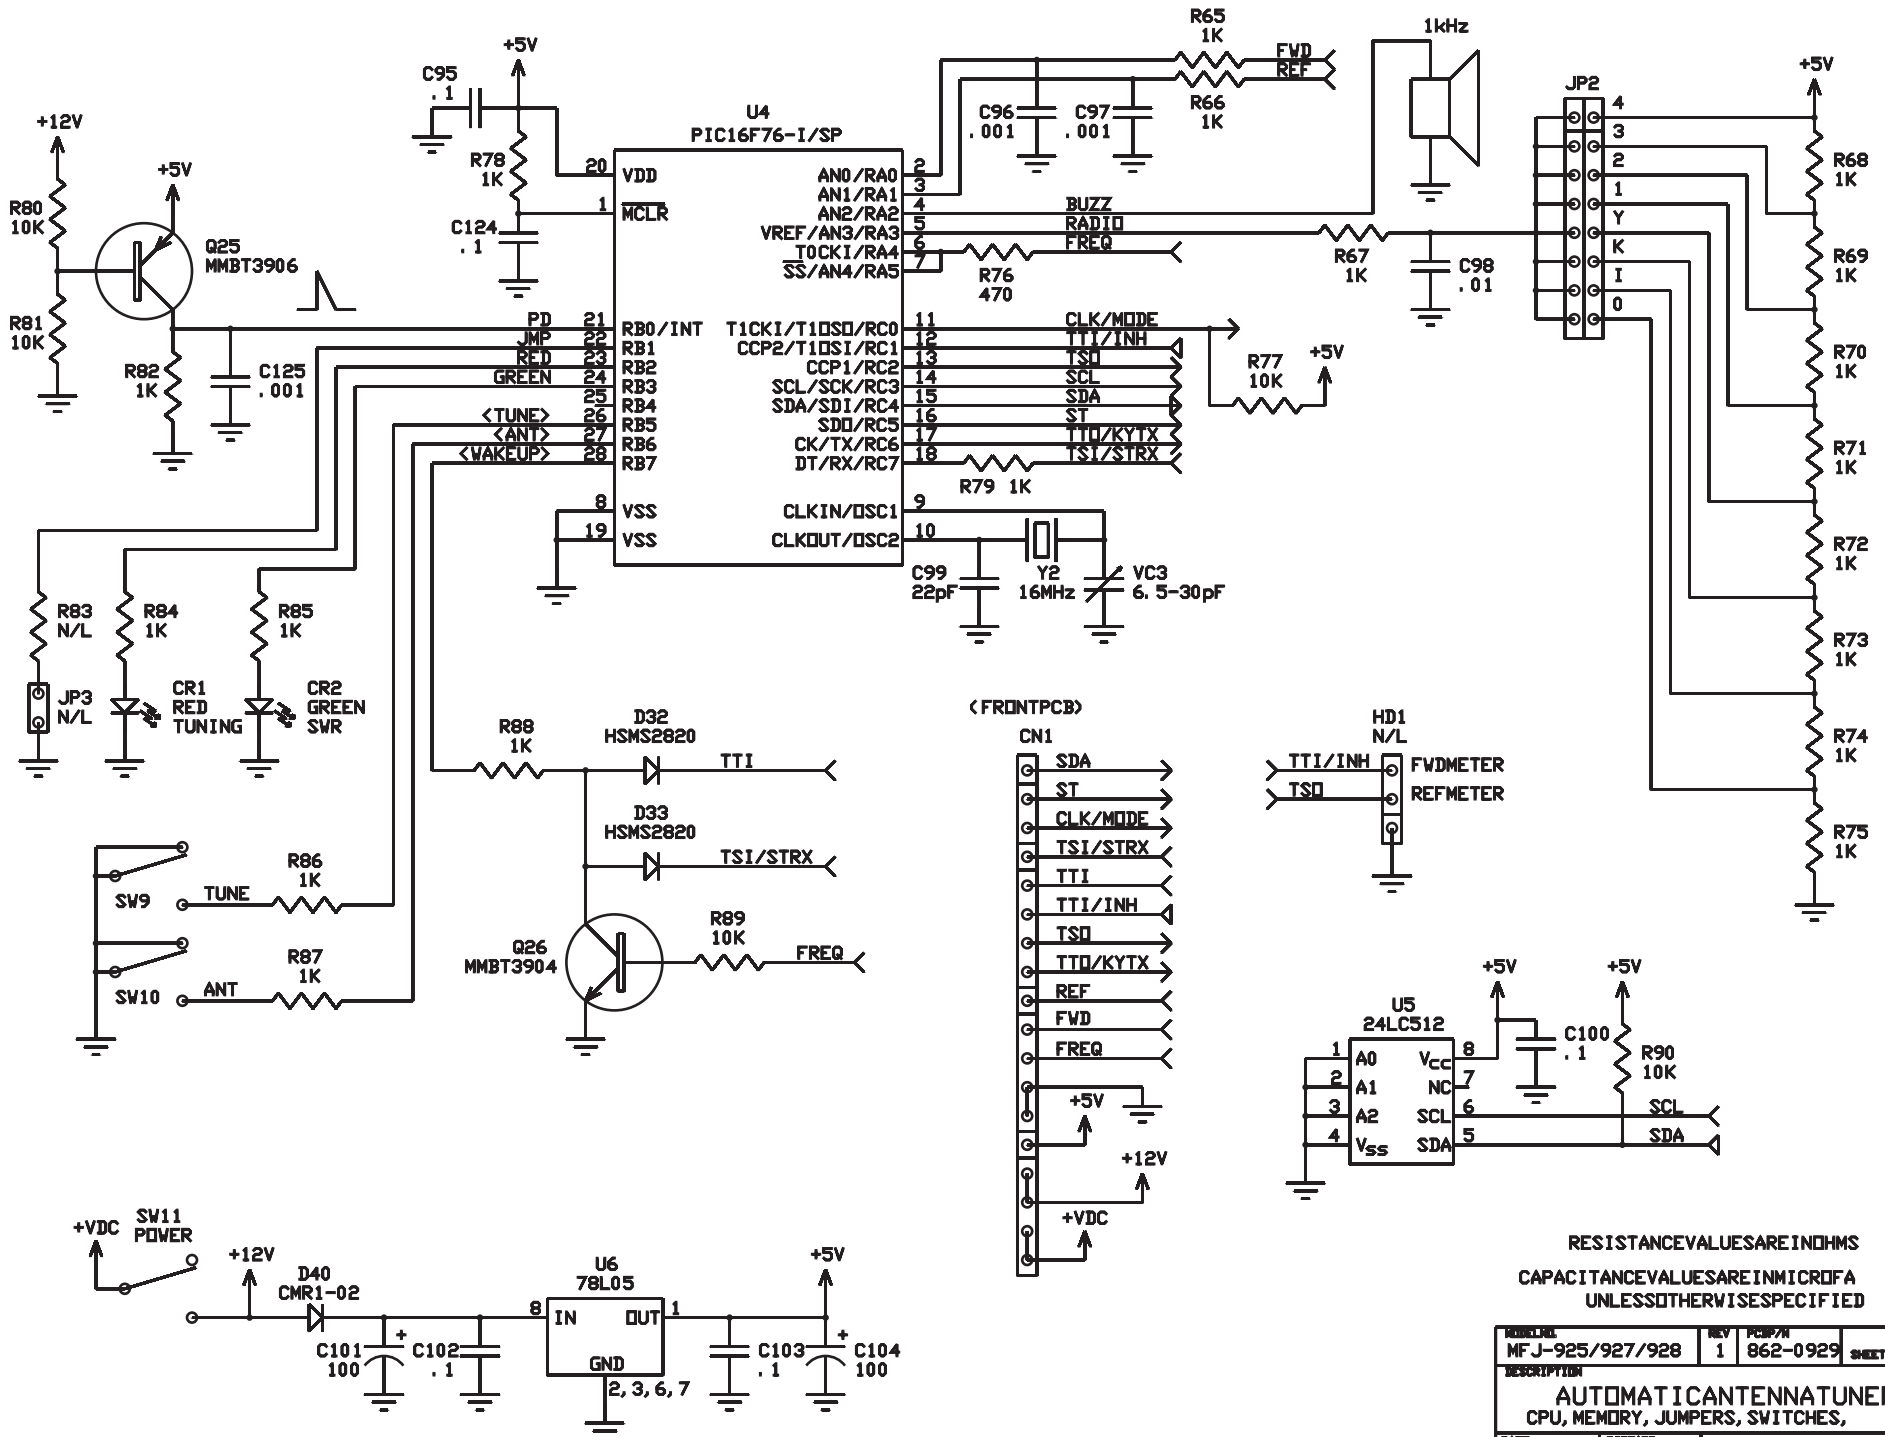 R65
1K
FWD
REF
R66
1K
1kHz
+5V
C95
.1
C96
.001
C97
.001
JP2
+5V
4
3
2
1
Y
K
I
0
+12V
U4
PIC16F76-I/SP
R78
1K
C124
.1
20 VDD
1 MCLR
AN0/RA0 2
AN1/RA1 3
AN2/RA2 4 BUZZ
VREF/AN3/RA3 5 RADIO
T0CKI/RA4 6 FREQ
SS/AN4/RA5 7
R76
470
R67
1K
C98
.01
R68
1K
R69
1K
R70
1K
R71
1K
R72
1K
R73
1K
R74
1K
R75
1K
+5V
R80
10K
Q25
MMBT3906
R81
10K
R82
1K
C125
.001
PD 21 RB0/INT
JMP 22 RB1
RED 23 RB2
GREEN 24 RB3
25 RB4
<TUNE> 26 RB5
<ANT> 27 RB6
<WAKEUP> 28 RB7
8 VSS
19 VSS
T1CKI/T1OSO/RC0 11 CLK/MODE
CCP2/T1OSI/RC1 12 TTI/INH
CCP1/RC2 13 TSO
SCL/SCK/RC3 14 SCL
SDA/SDI/RC4 15 SDA
SDO/RC5 16 ST
CK/TX/RC6 17 TTO/KYTX
DT/RX/RC7 18 TSI/STRX
R79 1K
CLKIN/OSC1 9
CLKOUT/OSC2 10
R77
10K
+5V
C99
22pF
Y2
16MHz
VC3
6.5-30pF
R83
N/L
R84
1K
R85
1K
JP3
N/L
CR1
RED
TUNING
CR2
GREEN
SWR
R88
1K
D32
HSMS2820
TTI
D33
HSMS2820
TSI/STRX
Q26
MMBT3904
R89
10K
FREQ
SW9
TUNE
R86
1K
SW10
ANT
R87
1K
(FRONTPCB)
CN1
SDA
ST
CLK/MODE
TSI/STRX
TTI
TTI/INH
TSO
TTO/KYTX
REF
FWD
FREQ
+5V
+12V
+VDC
HD1
N/L
TTI/INH FWDMETER
TSO REFMETER
+5V
+5V
U5
24LC512
1 A0
2 A1
3 A2
4 VSS
VCC 8
NC 7
SCL 6 SCL
SDA 5 SDA
C100
.1
R90
10K
+VDC
SW11
POWER
+12V
D40
CMR1-02
C101
100
+
C102
.1
U6
78L05
8 IN
OUT 1
GND
2,3,6,7
+5V
C103
.1
+
C104
100
RESISTANCEVALUESAREINOHMS
CAPACITANCEVALUESAREINMICROFA
UNLESSOTHERWISESPECIFIED
MODELNO.
REV
PCBP/N
MFJ-925/927/928
1
862-0929
SHEET
DESCRIPTION
AUTOMATICANTENNATUNER
CPU,MEMORY,JUMPERS,SWITCHES,